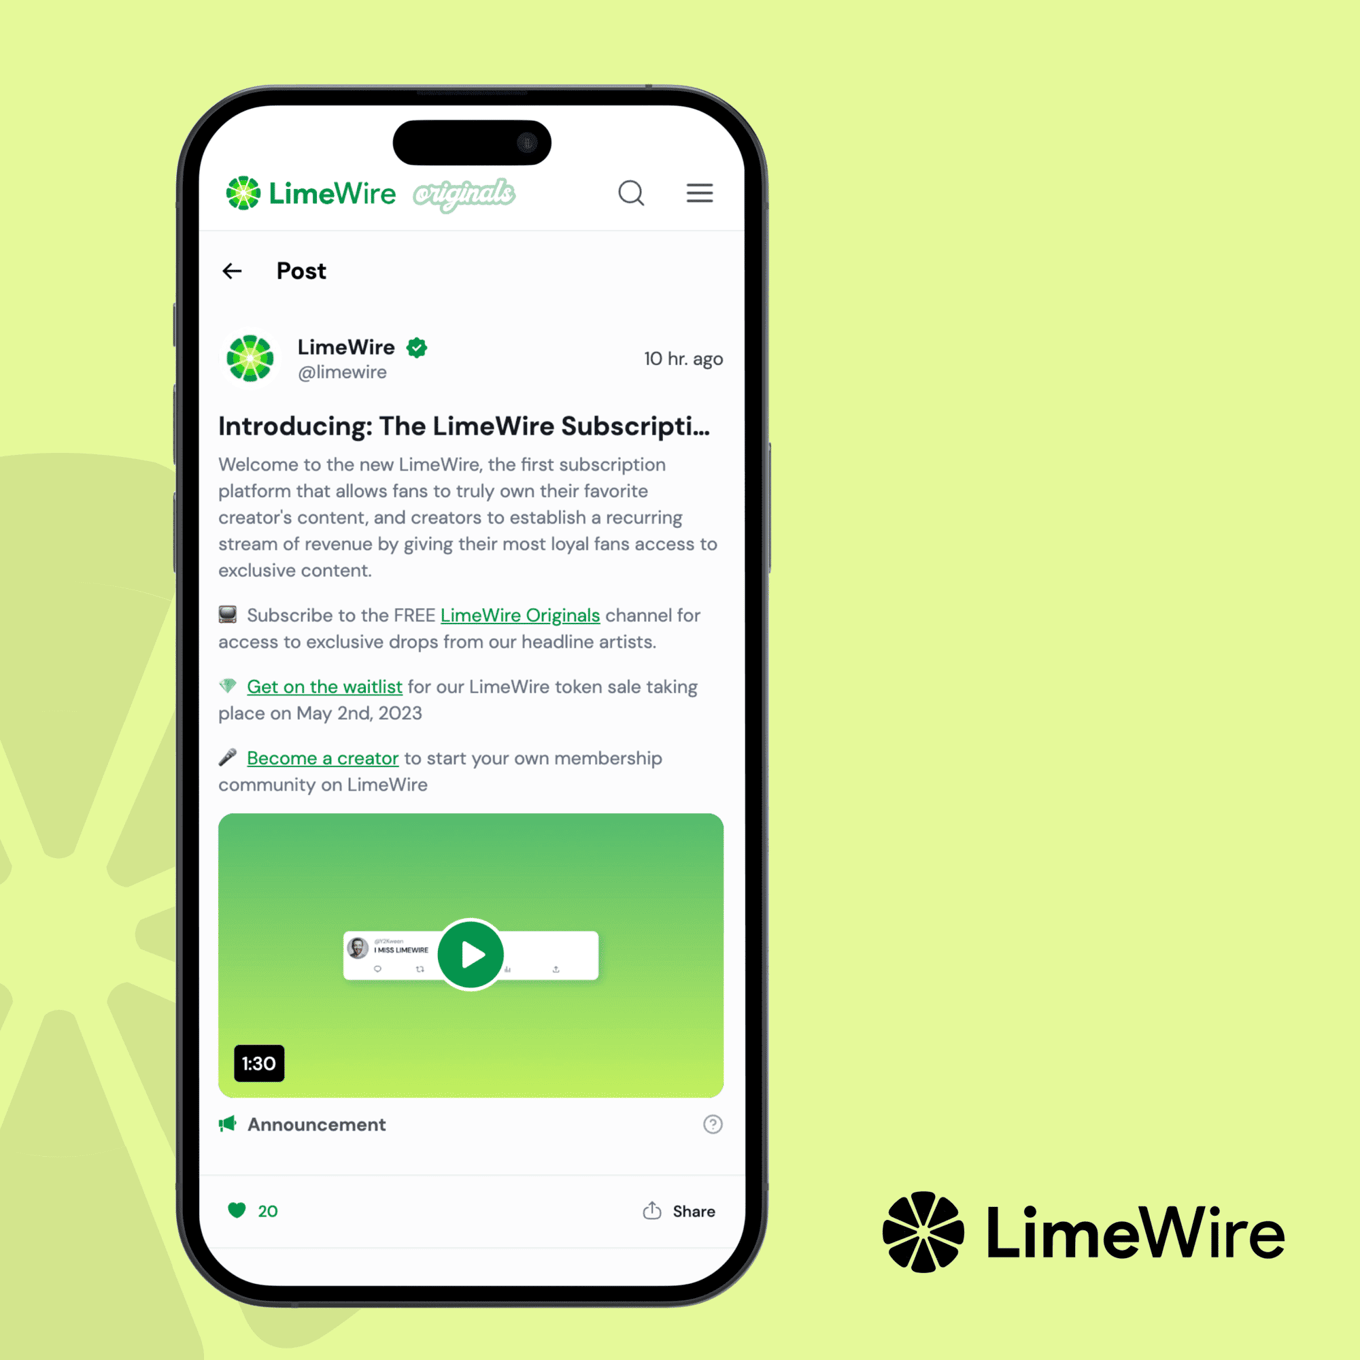 LimeWire originals
Post
LimeWire
@limewire
10 hr. ago
Introducing: The LimeWire Subscripti...
Welcome to the new LimeWire, the first subscription
platform that allows fans to truly own their favorite
creator's content, and creators to establish a recurring
stream of revenue by giving their most loyal fans access to
exclusive content.
Subscribe to the FREE LimeWire Originals channel for
access to exclusive drops from our headline artists.
Get on the waitlist for our LimeWire token sale taking
place on May 2nd, 2023
Become a creator to start your own membership
community on LimeWire
@Y2Kween
I MISS LIMEWIRE
1:30
Announcement
20
Share
LimeWire